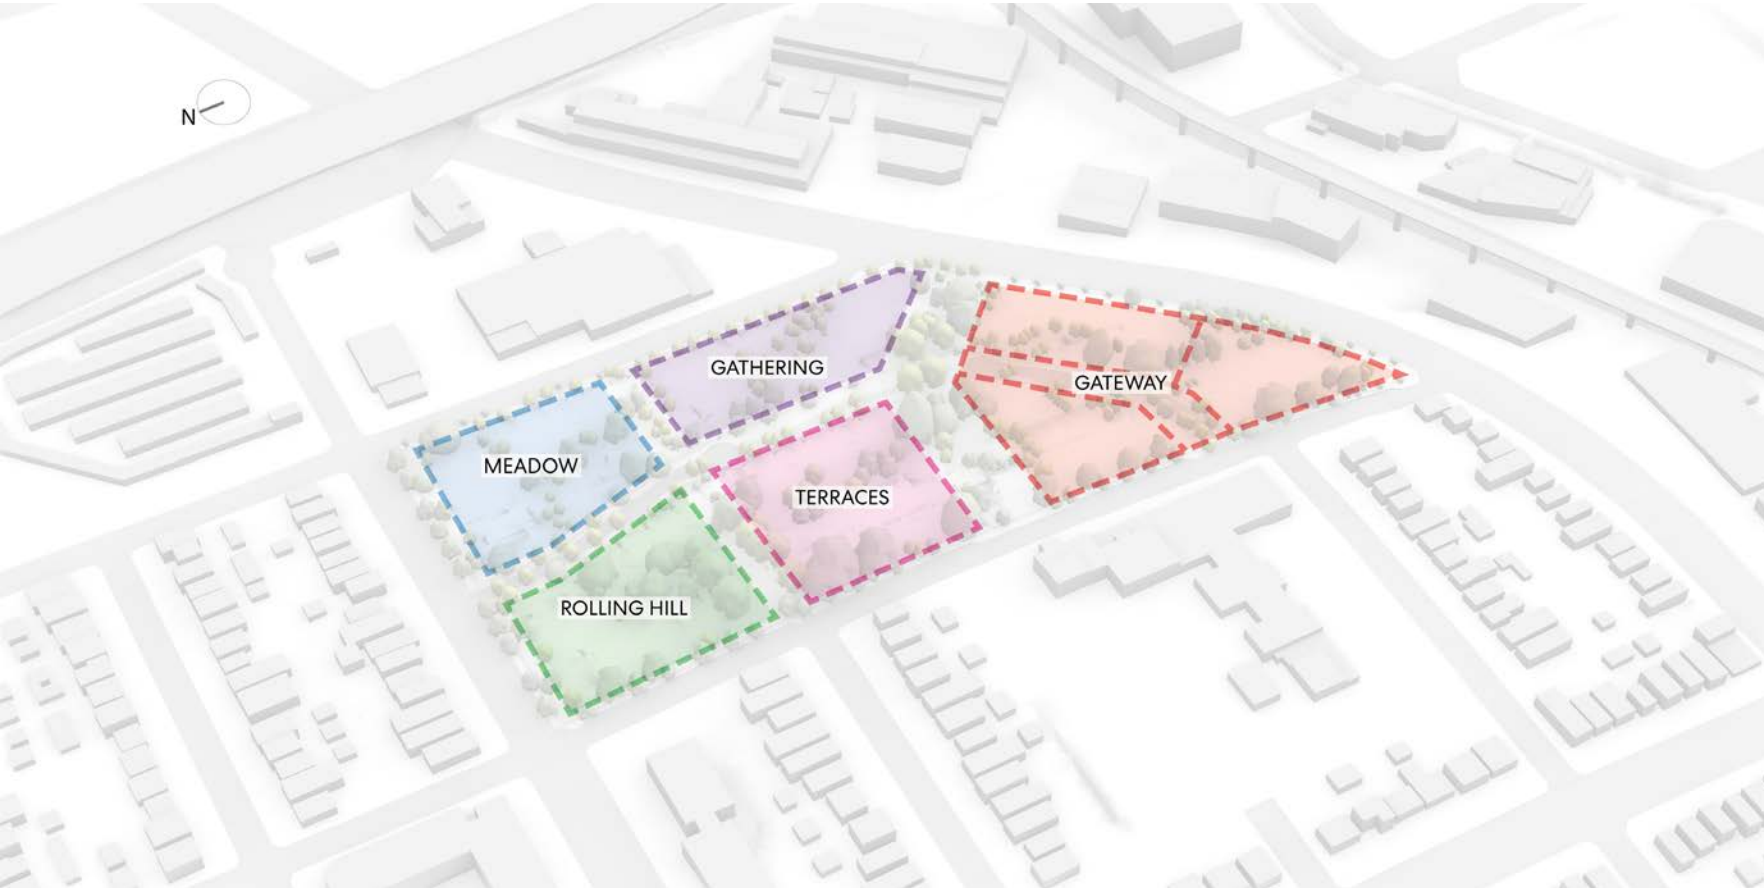 N
GATHERING
GATEWAY
MEADOW
TERRACES
ROLLING HILL